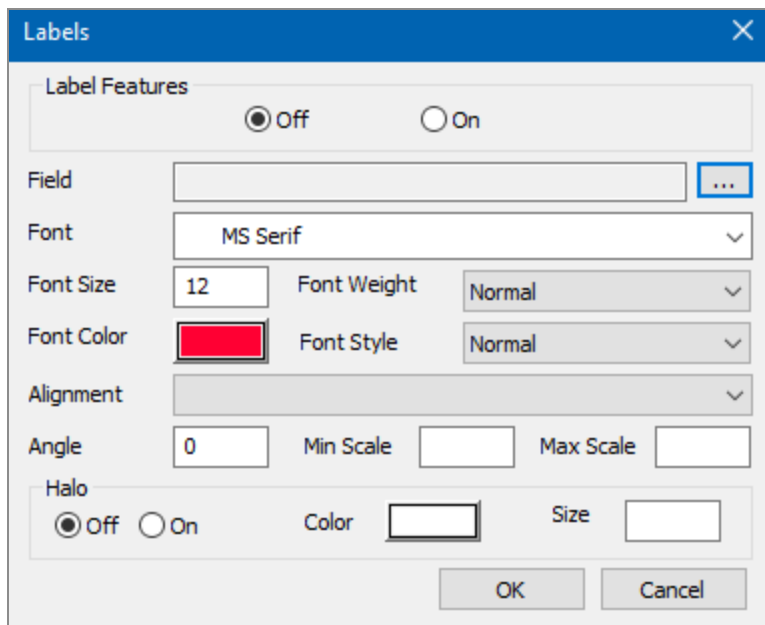 Labels
Label Features
Off On
Field ...
Font MS Serif
Font Size 12 Font Weight Normal
Font Color Font Style Normal
Alignment
Angle 0 Min Scale Max Scale
Halo
Off On Color Size
OK Cancel